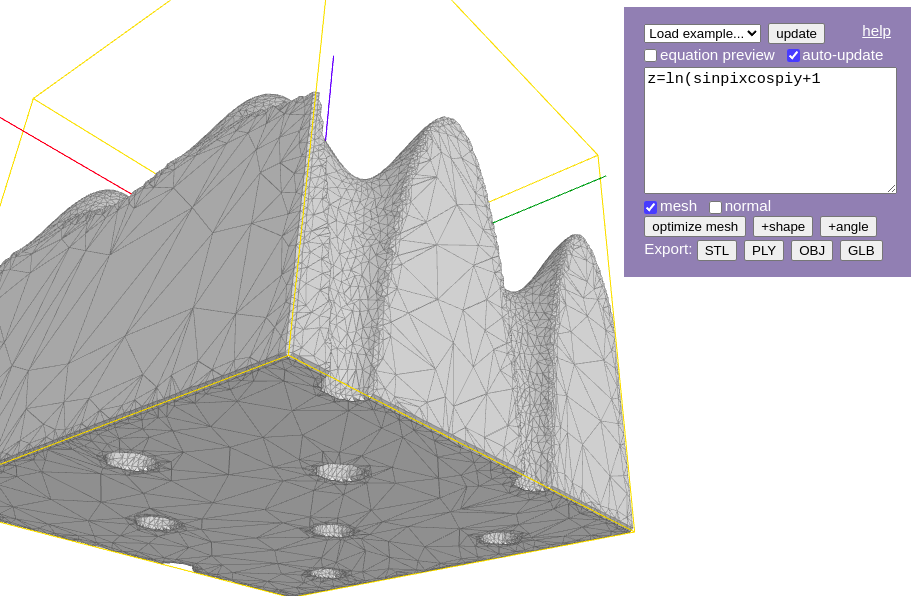 Load example... update help
equation preview auto-update
z=ln(sinpixcospiy+1
mesh normal
optimize mesh +shape +angle
Export: STL PLY OBJ GLB